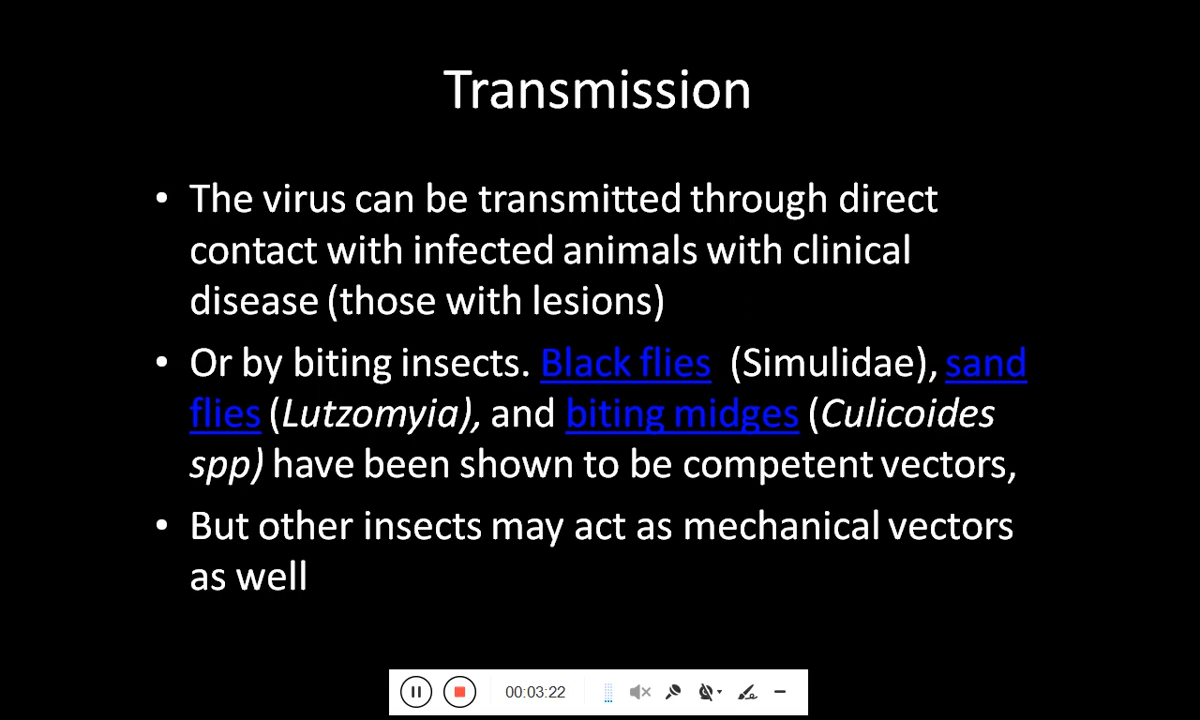 Transmission
• The virus can be transmitted through direct
contact with infected animals with clinical
disease (those with lesions)
• Or by biting insects. Black flies (Simulidae), sand
flies (Lutzomyia), and biting midges (Culicoides
spp) have been shown to be competent vectors,
• But other insects may act as mechanical vectors
as well
00:03:22